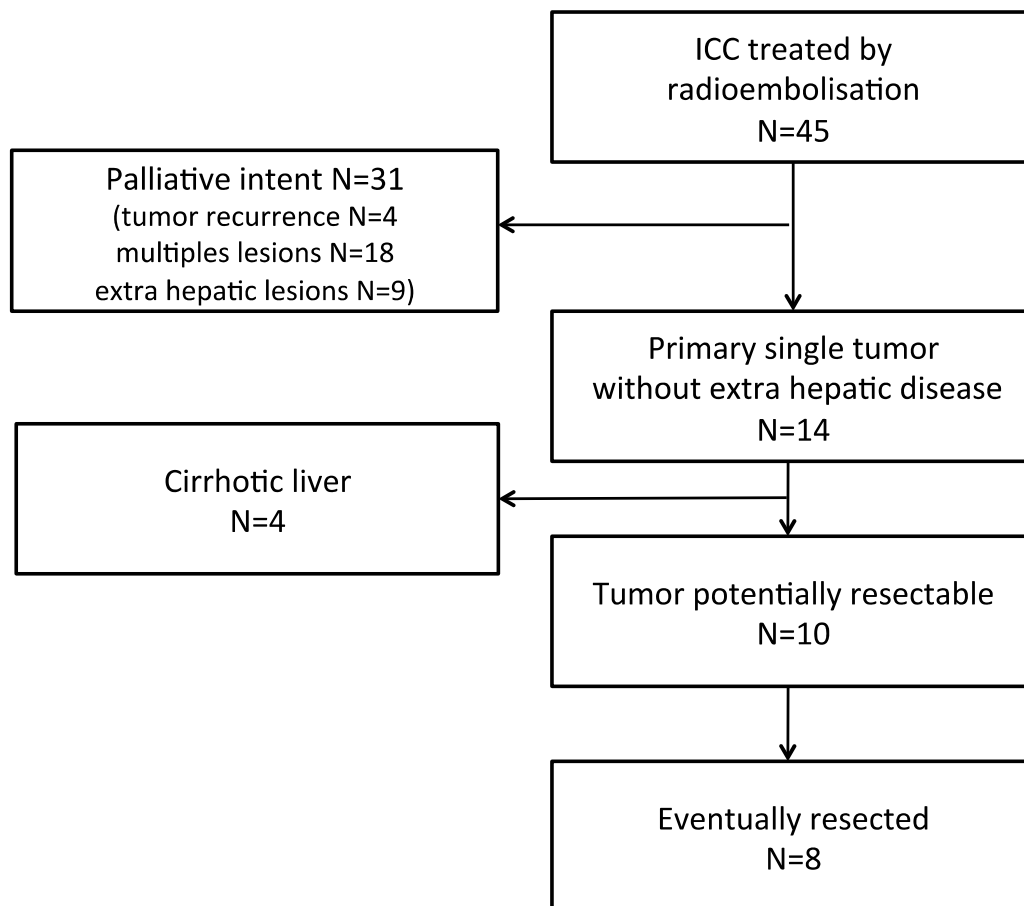 ICC treated by
radioembolisation
N=45
Palliative intent N=31
(tumor recurrence N=4
multiples lesions N=18
extra hepatic lesions N=9)
Primary single tumor
without extra hepatic disease
N=14
Cirrhotic liver
N=4
Tumor potentially resectable
N=10
Eventually resected
N=8